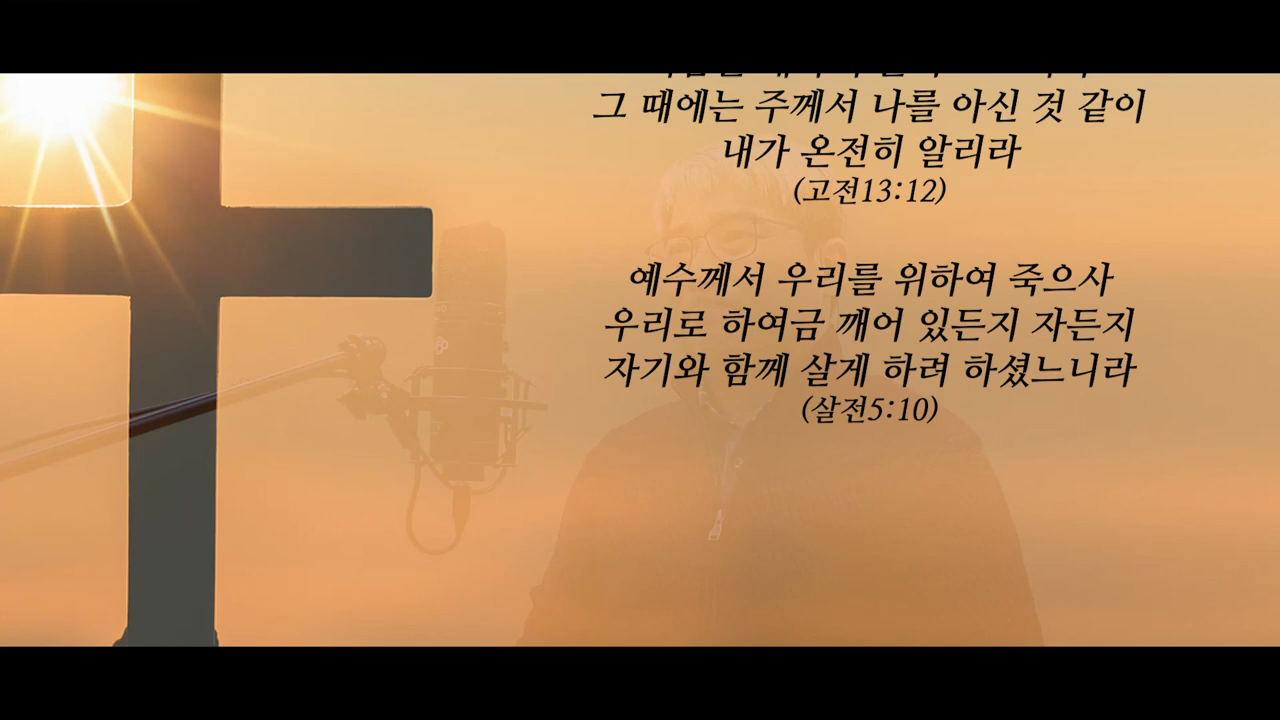 그 때에는 주께서 나를 아신 것 같이
내가 온전히 알리라
(고전13:12)
예수께서 우리를 위하여 죽으사
우리로 하여금 깨어 있든지 자든지
자기와 함께 살게 하려 하셨느니라
(살전5:10)